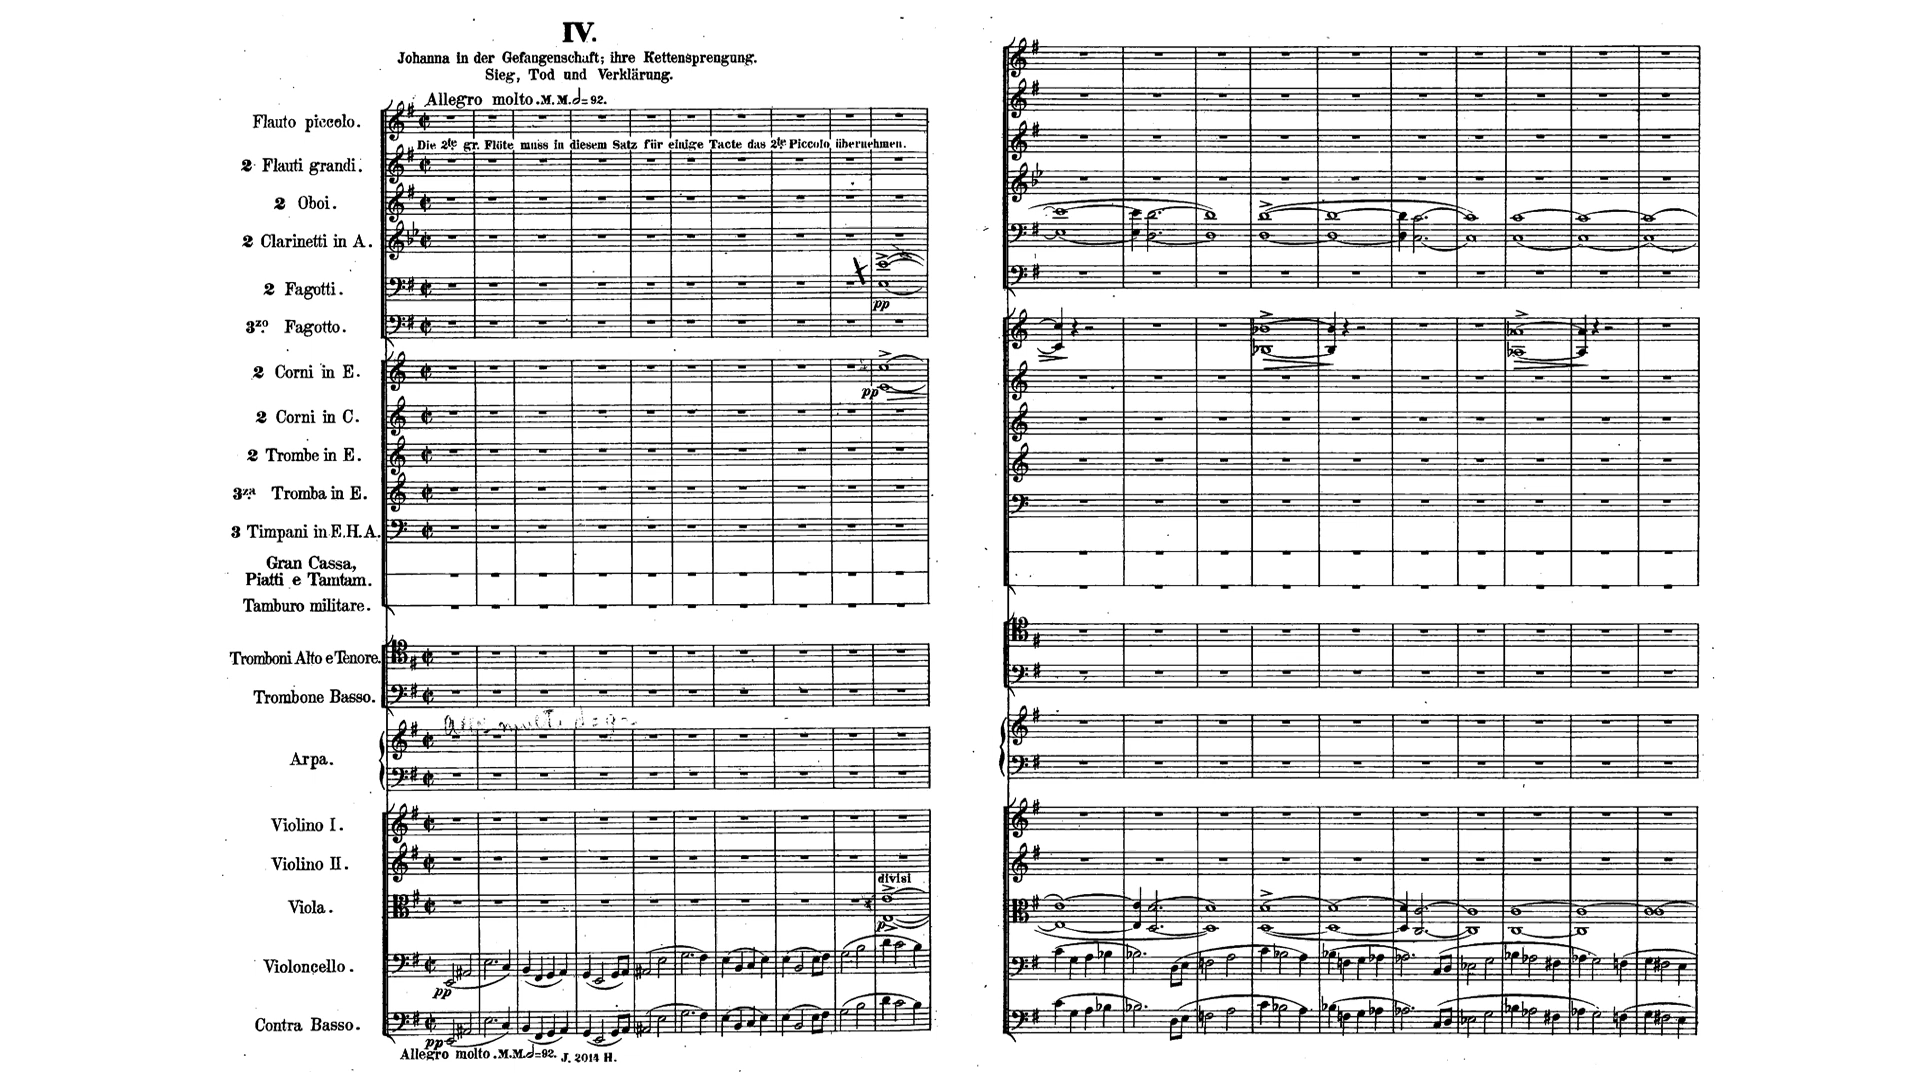 IV.
Johanna in der Gefangenschaft; ihre Kettensprengung.
Sieg, Tod und Verklärung.
Allegro molto. M. M. 𝅗𝅥= 92.
Flauto piccolo.
Die 2te gr. Flöte muss in diesem Satz für einige Tacte das 2te Piccolo übernehmen.
2 Flauti grandi.
2 Oboi.
2 Clarinetti in A.
2 Fagotti.
pp
3zo Fagotto.
2 Corni in E.
pp
2 Corni in C.
2 Trombe in E.
3za Tromba in E.
3 Timpani in E.H.A.
Gran Cassa,
Piatti e Tamtam.
Tamburo militare.
Tromboni Alto e Tenore.
Trombone Basso.
Arpa.
Violino I.
Violino II.
divisi
Viola.
p
Violoncello.
pp
Contra Basso.
pp
Allegro molto. M. M. 𝅗𝅥=92. J. 2014 H.